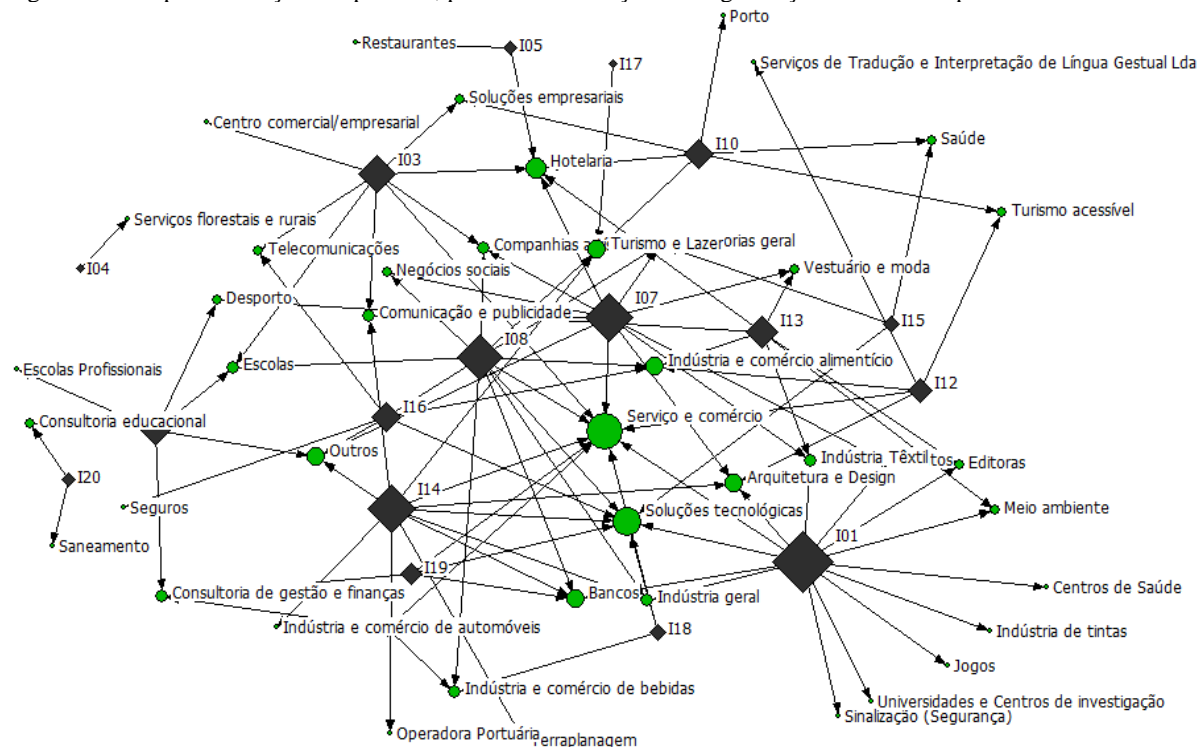 Porto
Restaurantes
I05
I17
Serviços de Tradução e Interpretação de Língua Gestual Lda
Soluções empresariais
Centro comercial/empresarial
I10
Saúde
I03
Hotelaria
Turismo acessível
Serviços florestais e rurais
Telecomunicações
Companhias
Turismo e Lazer
orias geral
I04
Negócios sociais
Vestuário e moda
Desporto
Comunicação e publicidade
I07
I13
I15
I08
Escolas
Indústria e comércio alimentício
Escolas Profissionais
I12
Consultoria educacional
I16
Serviço e comércio
Outros
Indústria Têxtil
tos
Editoras
I20
Arquitetura e Design
I14
Seguros
Soluções tecnológicas
Meio ambiente
I01
Saneamento
I19
Centros de Saúde
Consultoria de gestão e finanças
Bancos
Indústria geral
Indústria e comércio de automóveis
I18
Indústria de tintas
Jogos
Indústria e comércio de bebidas
Universidades e Centros de investigação
Sinalização (Segurança)
Operadora Portuária
erraplanagem